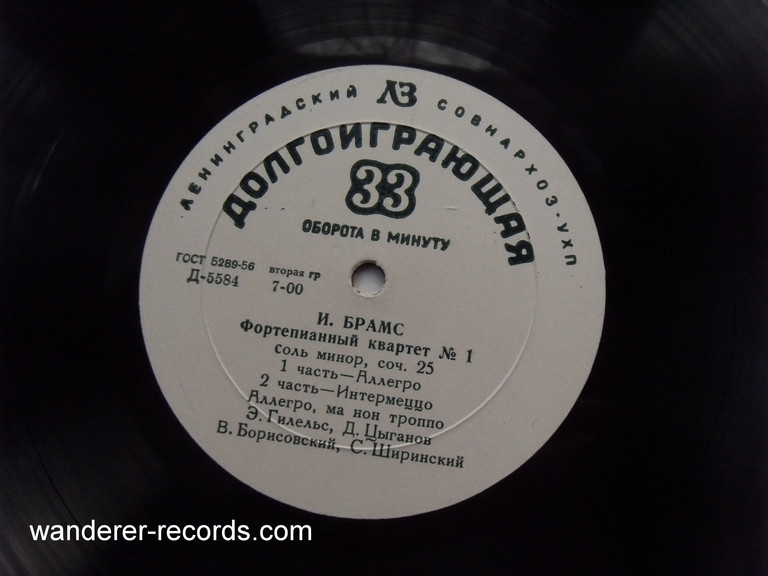 ЛЕНИНГРАДСКИЙ ЛЗ СОВНАРХОЗ·УХП
ДОЛГОИГРАЮЩАЯ
33
ОБОРОТА В МИНУТУ
ГОСТ 5289-56 вторая гр
Д-5584 7-00
И. БРАМС
Фортепианный квартет № 1
соль минор, соч. 25
1 часть—Аллегро
2 часть—Интермеццо
Аллегро, ма нон троппо
Э. Гилельс, Д. Цыганов
В. Борисовский, С. Ширинский
wanderer-records.com